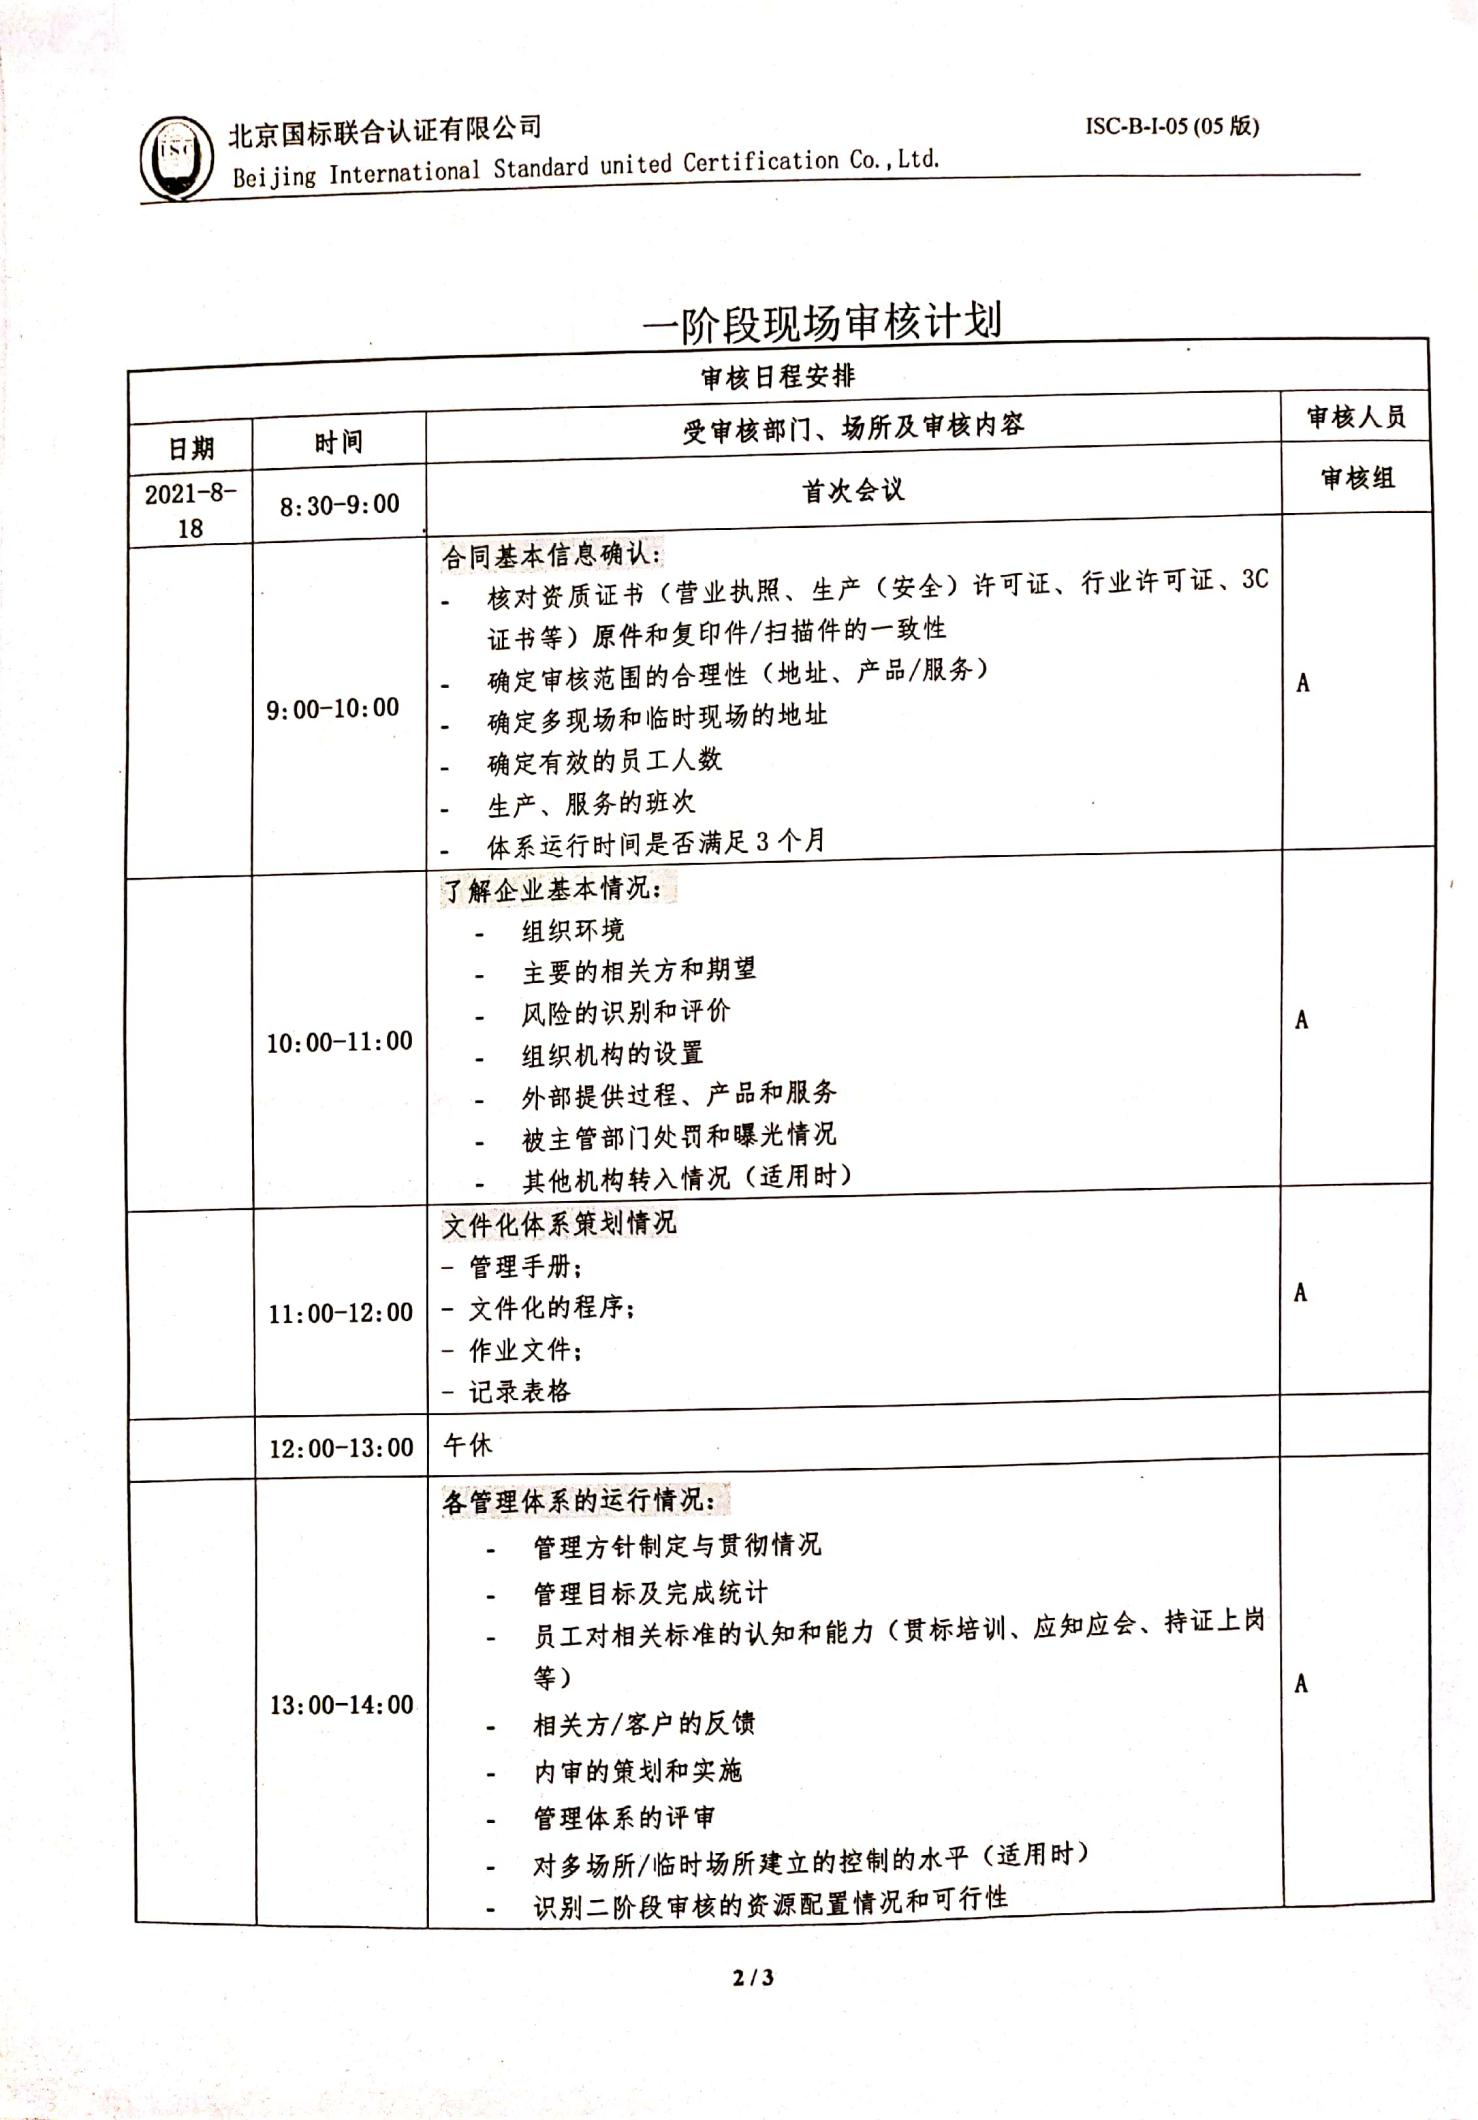 ISC
北京国标联合认证有限公司
ISC-B-I-05 (05 版)
Beijing International Standard united Certification Co.,Ltd.
一阶段现场审核计划
审核日程安排
日期
时间
受审核部门、场所及审核内容
审核人员
2021-8-
18
8:30-9:00
首次会议
审核组
9:00-10:00
合同基本信息确认:
- 核对资质证书（营业执照、生产（安全）许可证、行业许可证、3C
证书等）原件和复印件/扫描件的一致性
- 确定审核范围的合理性（地址、产品/服务）
- 确定多现场和临时现场的地址
- 确定有效的员工人数
- 生产、服务的班次
- 体系运行时间是否满足 3 个月
A
10:00-11:00
了解企业基本情况:
- 组织环境
- 主要的相关方和期望
- 风险的识别和评价
- 组织机构的设置
- 外部提供过程、产品和服务
- 被主管部门处罚和曝光情况
- 其他机构转入情况（适用时）
A
11:00-12:00
文件化体系策划情况
- 管理手册;
- 文件化的程序;
- 作业文件;
- 记录表格
A
12:00-13:00
午休
13:00-14:00
各管理体系的运行情况:
- 管理方针制定与贯彻情况
- 管理目标及完成统计
- 员工对相关标准的认知和能力（贯标培训、应知应会、持证上岗
等）
- 相关方/客户的反馈
- 内审的策划和实施
- 管理体系的评审
- 对多场所/临时场所建立的控制的水平（适用时）
- 识别二阶段审核的资源配置情况和可行性
A
2 / 3